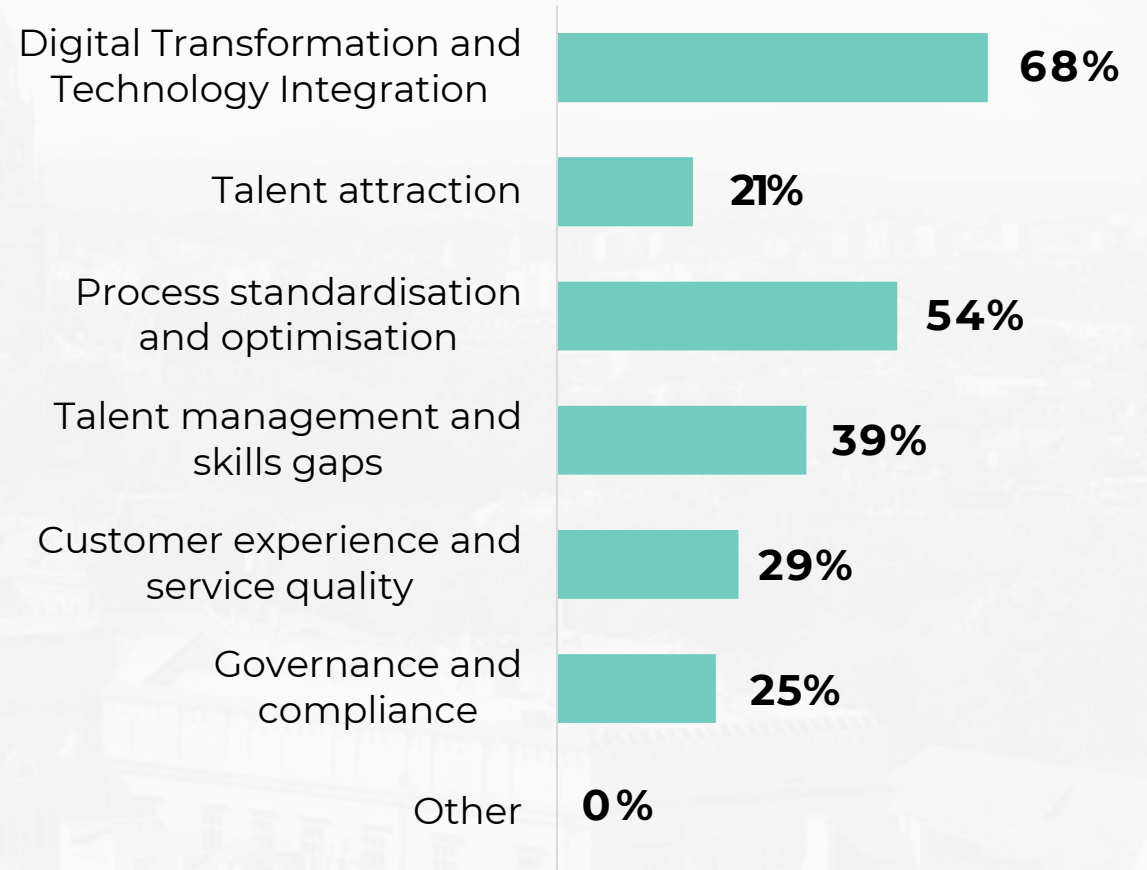 Digital Transformation and
Technology Integration
68%
Talent attraction
21%
Process standardisation
and optimisation
54%
Talent management and
skills gaps
39%
Customer experience and
service quality
29%
Governance and
compliance
25%
Other
0%